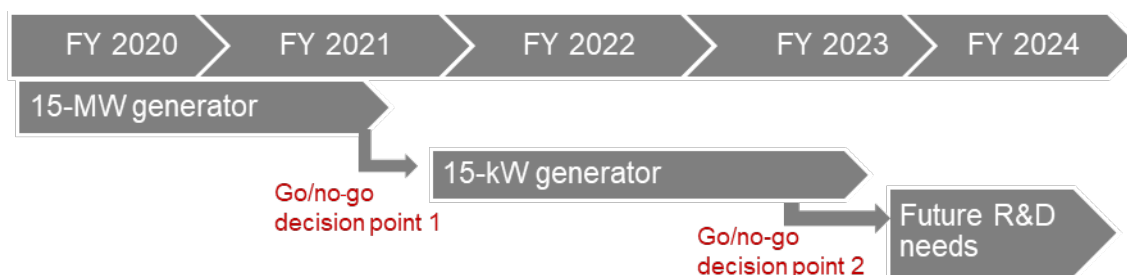 FY 2020
FY 2021
FY 2022
FY 2023
FY 2024
15-MW generator
Go/no-go
decision point 1
15-kW generator
Go/no-go
decision point 2
Future R&D
needs